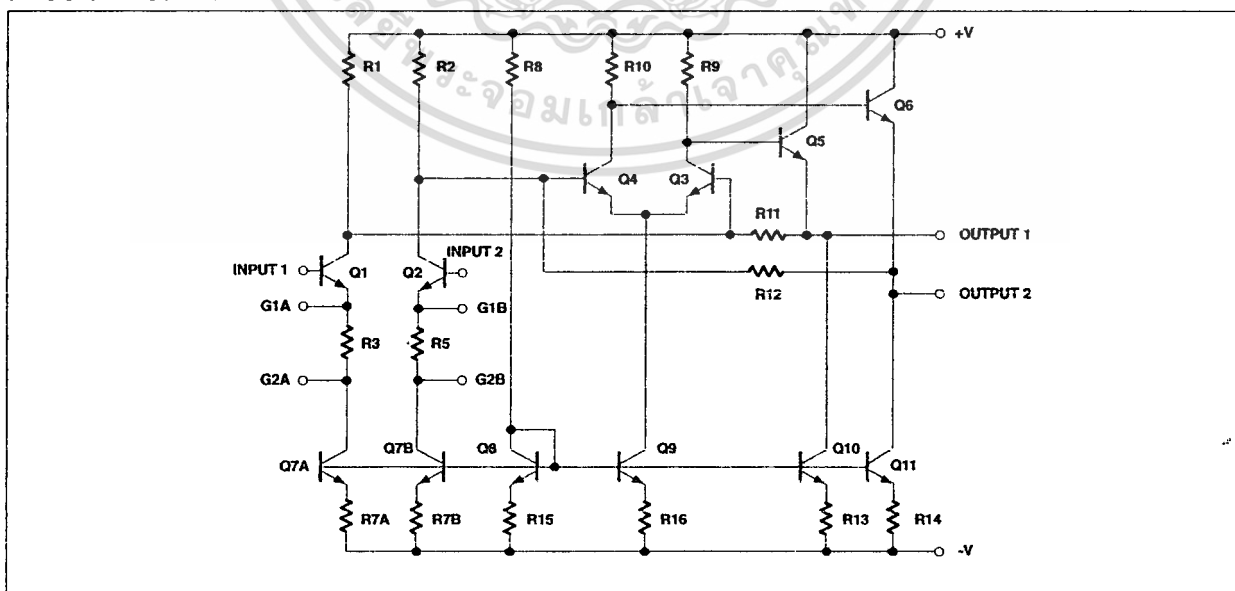 R1
R2
R8
R10
R9
+V
Q6
Q5
Q4
Q3
R11
OUTPUT 1
INPUT 2
INPUT 1
Q1
Q2
R12
G1A
G1B
OUTPUT 2
R3
R5
G2A
G2B
Q7B
Q8
Q9
Q10
Q7A
Q11
R7A
R7B
R15
R16
R13
R14
-V